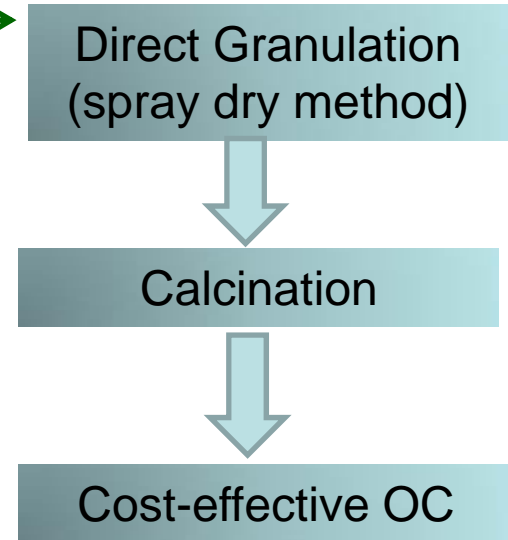 Direct Granulation
(spray dry method)
Calcination
Cost-effective OC